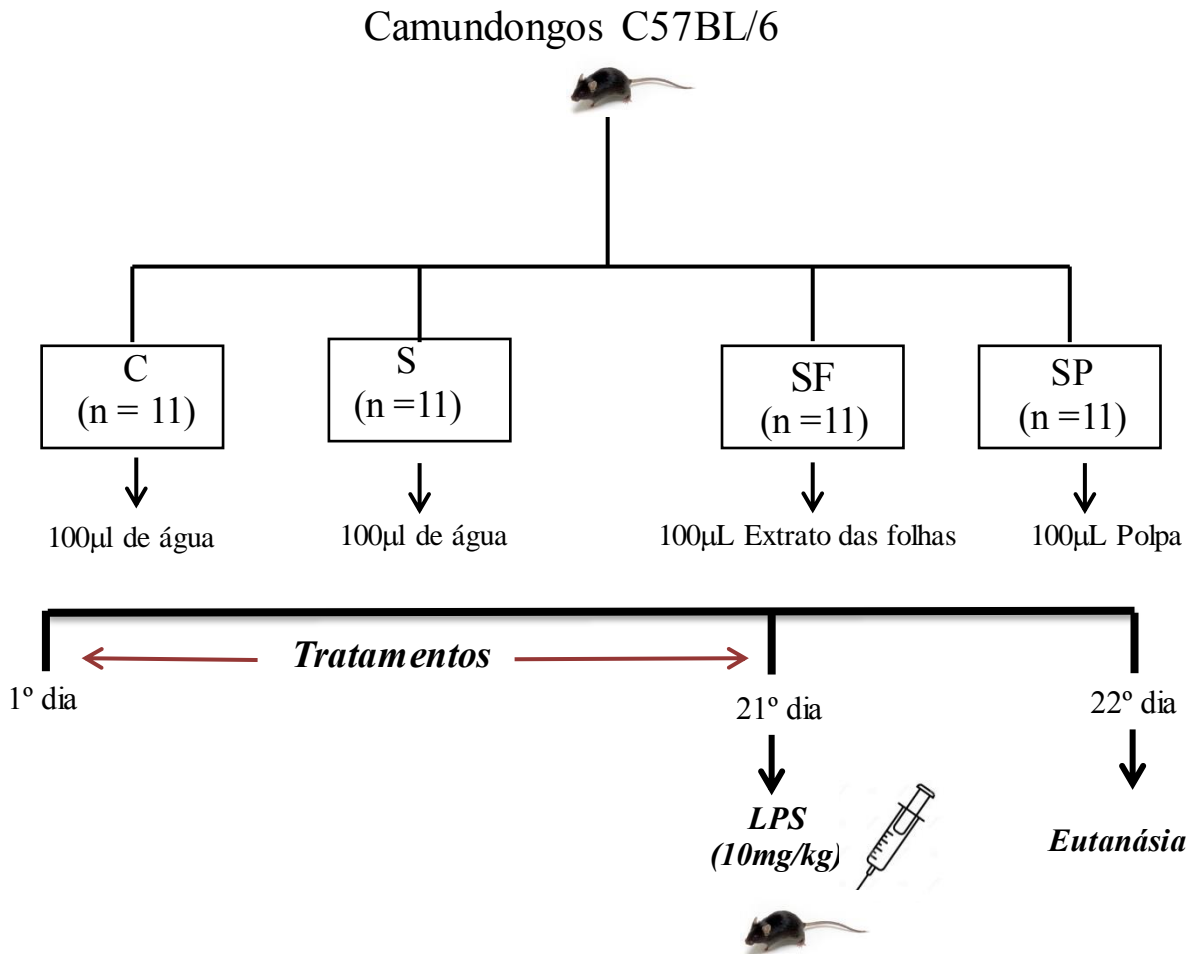 Camundongos C57BL/6
C
(n = 11)
S
(n =11)
SF
(n =11)
SP
(n =11)
100µl de água
100µl de água
100µL Extrato das folhas
100µL Polpa
Tratamentos
1º dia
21º dia
22º dia
LPS
(10mg/kg)
Eutanásia